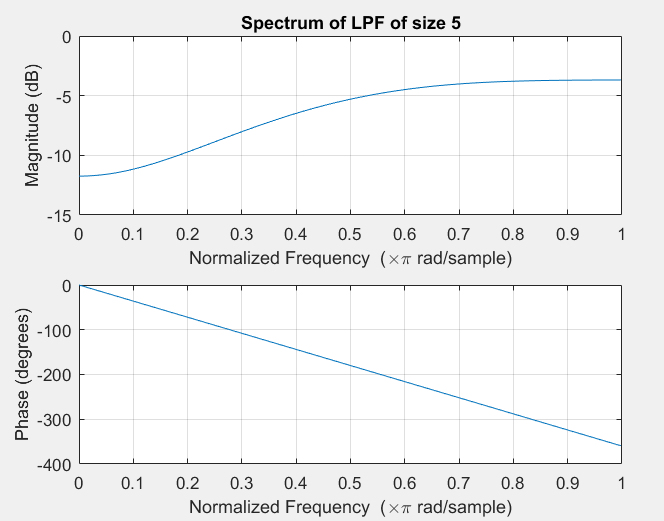 Spectrum of LPF of size 5
0
-5
-10
-15
Magnitude (dB)
0 0.1 0.2 0.3 0.4 0.5 0.6 0.7 0.8 0.9 1
Normalized Frequency (×π rad/sample)
0
-100
-200
-300
-400
Phase (degrees)
0 0.1 0.2 0.3 0.4 0.5 0.6 0.7 0.8 0.9 1
Normalized Frequency (×π rad/sample)